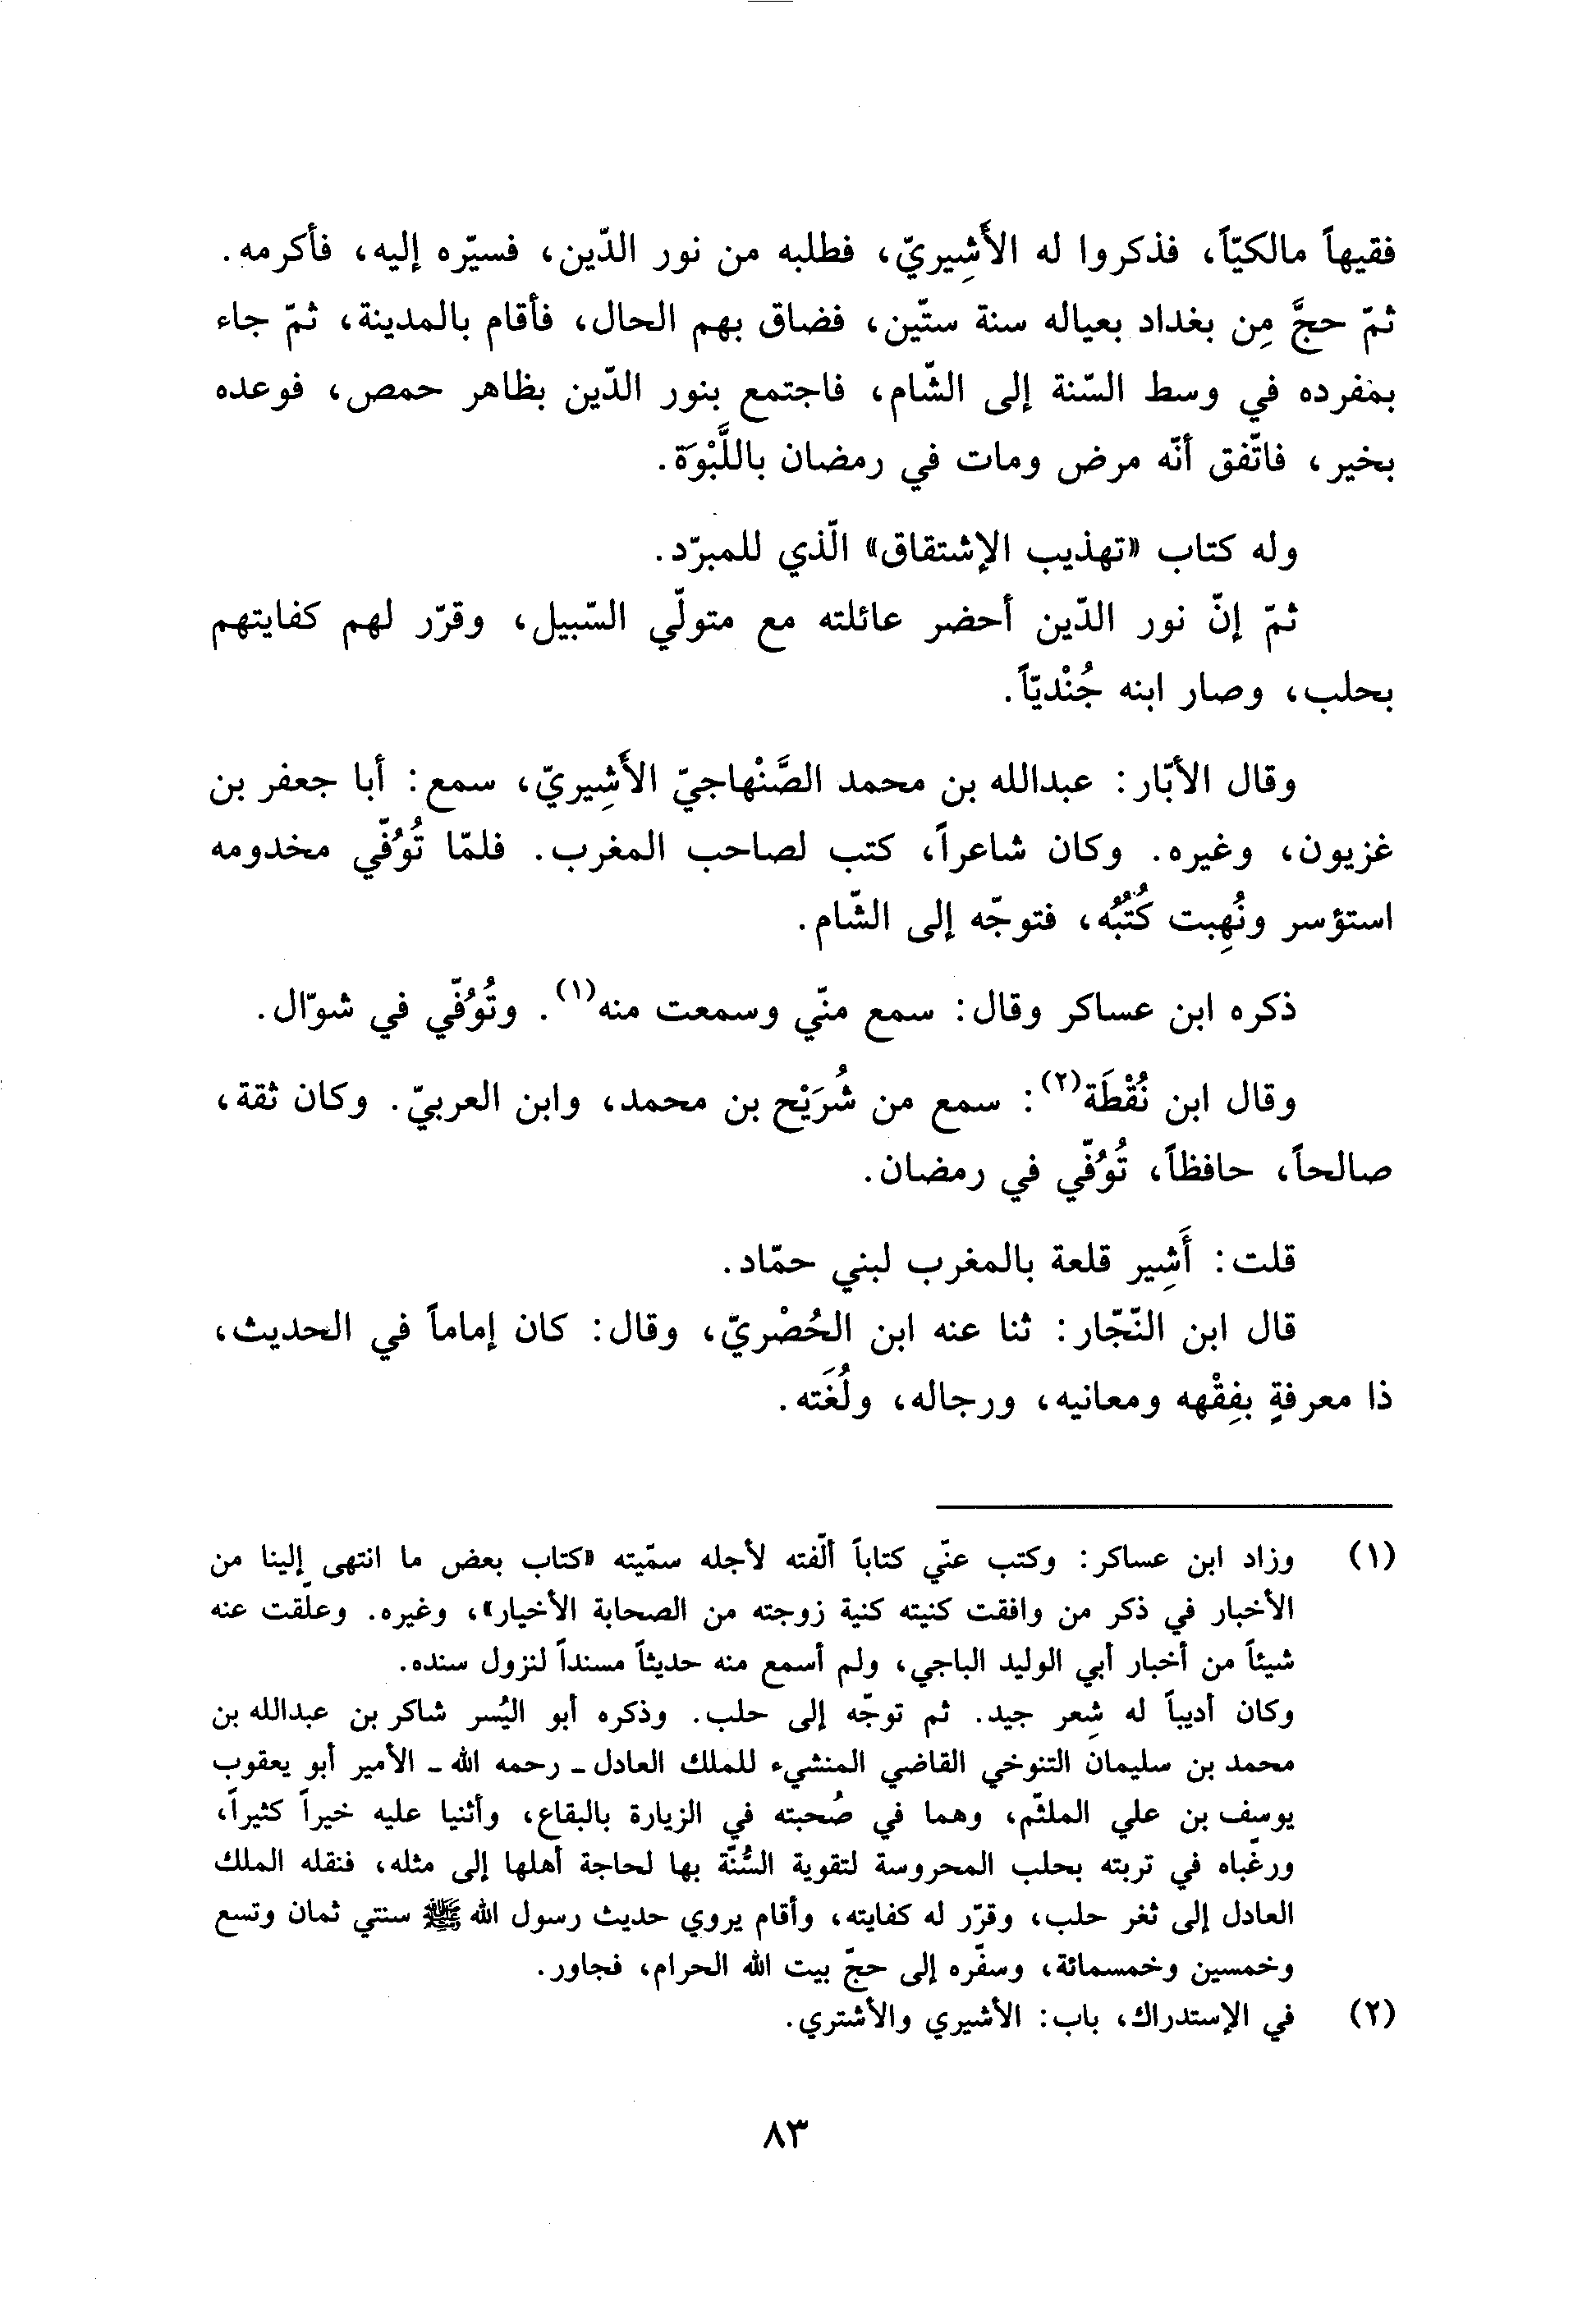 فقيهاً مالكيّاً، فذكروا له الأَشِيريّ، فطلبه من نور الدّين، فسيّره إليه، فأكرمه.
ثمّ حجَّ مِن بغداد بعياله سنة ستّين، فضاق بهم الحال، فأقام بالمدينة، ثمّ جاء
بمفرده في وسط السّنة إلى الشّام، فاجتمع بنور الدّين بظاهر حمص، فوعده
بخير، فاتّفق أنّه مرض ومات في رمضان باللَّبْوَة.
وله كتاب «تهذيب الإشتقاق» الّذي للمبرّد.
ثمّ إنّ نور الدّين أحضر عائلته مع متولّي السّبيل، وقرّر لهم كفايتهم
بحلب، وصار ابنه جُنْديّاً.
وقال الأبّار: عبدالله بن محمد الصَّنْهاجيّ الأَشِيريّ، سمع: أبا جعفر بن
غزيون، وغيره. وكان شاعراً، كتب لصاحب المغرب. فلمّا تُوُفّي مخدومه
استؤسر ونُهِبت كُتُبُه، فتوجّه إلى الشّام.
ذكره ابن عساكر وقال: سمع منّي وسمعت منه(١). وتُوُفّي في شوّال.
وقال ابن نُقْطَة(٢): سمع من شُرَيْح بن محمد، وابن العربيّ. وكان ثقة،
صالحاً، حافظاً، تُوُفّي في رمضان.
قلت: أَشِير قلعة بالمغرب لبني حمّاد.
قال ابن النّجّار: ثنا عنه ابن الحُصْريّ، وقال: كان إماماً في الحديث،
ذا معرفةٍ بفِقْهه ومعانيه، ورجاله، ولُغَته.
(١) وزاد ابن عساكر: وكتب عنّي كتاباً ألّفته لأجله سمّيته «كتاب بعض ما انتهى إلينا من
الأخبار في ذكر من وافقت كنيته كنية زوجته من الصحابة الأخيار»، وغيره. وعلّقت عنه
شيئاً من أخبار أبي الوليد الباجي، ولم أسمع منه حديثاً مسنداً لنزول سنده.
وكان أديباً له شِعر جيد. ثم توجّه إلى حلب. وذكره أبو اليُسر شاكر بن عبدالله بن
محمد بن سليمان التنوخي القاضي المنشيء للملك العادل ـ رحمه الله ـ الأمير أبو يعقوب
يوسف بن علي الملثّم، وهما في صُحبته في الزيارة بالبقاع، وأثنيا عليه خيراً كثيراً،
ورغّباه في تربته بحلب المحروسة لتقوية السُّنّة بها لحاجة أهلها إلى مثله، فنقله الملك
العادل إلى ثغر حلب، وقرّر له كفايته، وأقام يروي حديث رسول الله ﷺ سنتي ثمان وتسع
وخمسين وخمسمائة، وسفّره إلى حجّ بيت الله الحرام، فجاور.
(٢) في الإستدراك، باب: الأشيري والأشتري.
٨٣